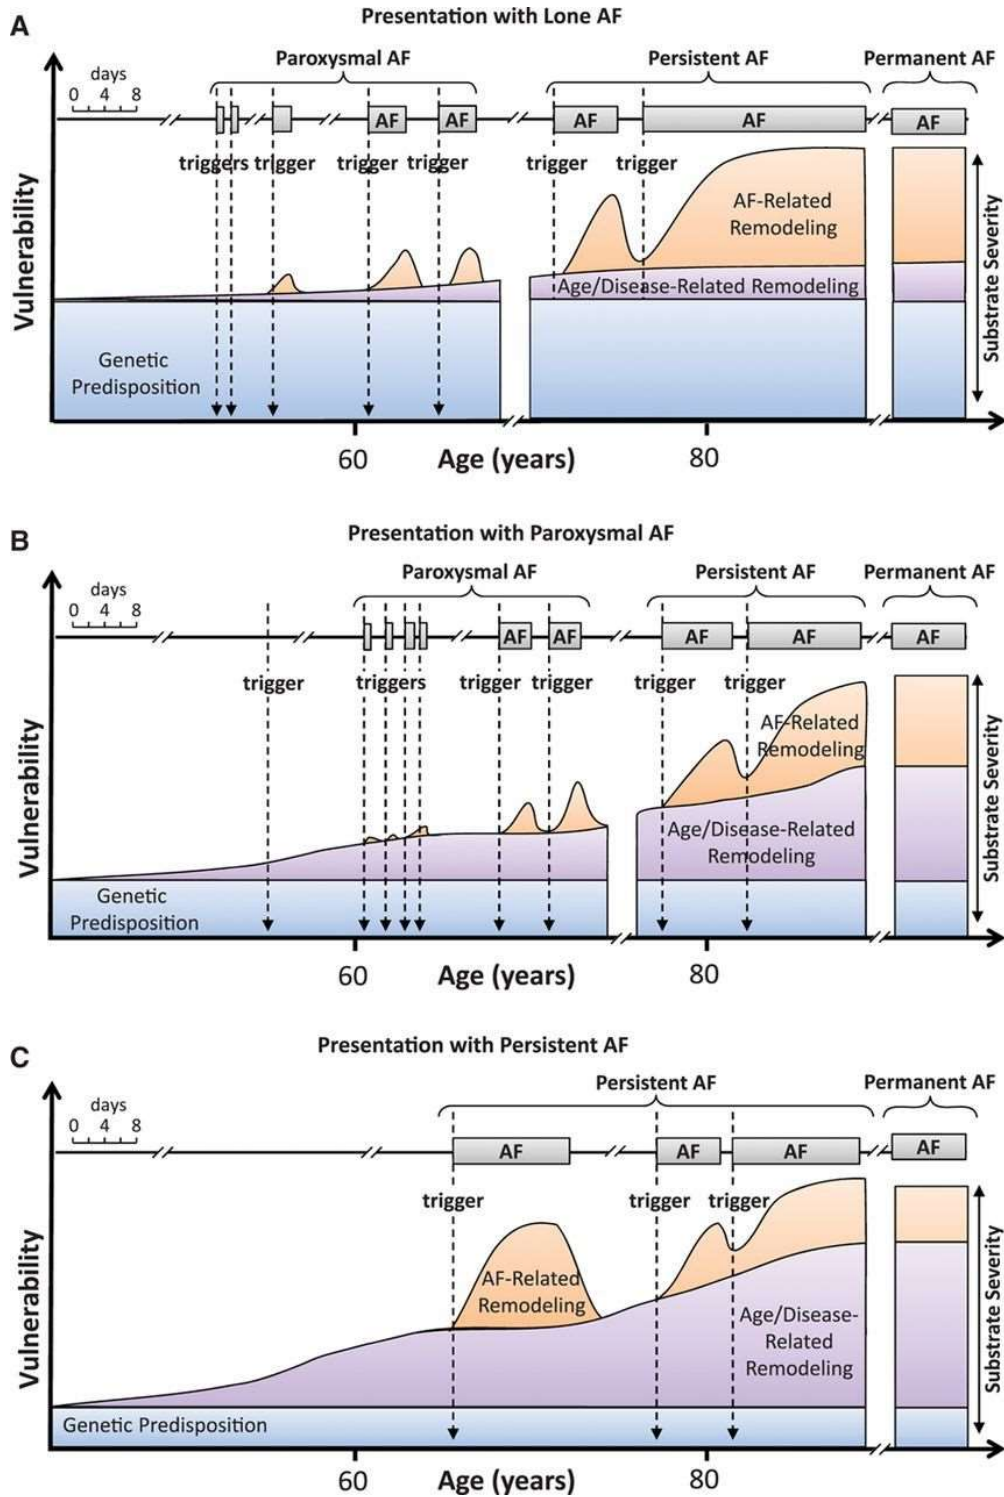 A
Presentation with Lone AF
Paroxysmal AF
Persistent AF
Permanent AF
days
0 4 8
AF
AF
AF
AF
AF
triggers trigger trigger trigger trigger trigger
Vulnerability
AF-Related
Remodeling
Age/Disease-Related Remodeling
Genetic
Predisposition
Substrate Severity
60
Age (years)
80
B
Presentation with Paroxysmal AF
Paroxysmal AF
Persistent AF
Permanent AF
days
0 4 8
AF
AF
AF
AF
AF
trigger triggers trigger trigger trigger trigger
Vulnerability
AF-Related
Remodeling
Age/Disease-Related
Remodeling
Genetic
Predisposition
Substrate Severity
60
Age (years)
80
C
Presentation with Persistent AF
Persistent AF
Permanent AF
days
0 4 8
AF
AF
AF
AF
trigger trigger trigger
Vulnerability
AF-Related
Remodeling
Age/Disease-
Related
Remodeling
Genetic Predisposition
Substrate Severity
60
Age (years)
80